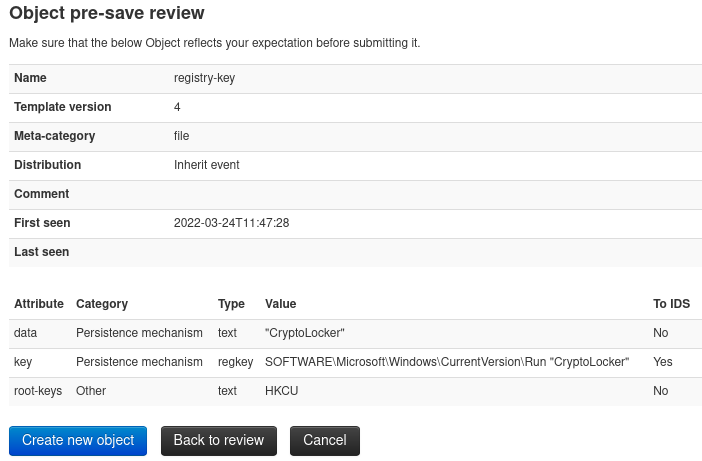 Object pre-save review
Make sure that the below Object reflects your expectation before submitting it.
Name registry-key
Template version 4
Meta-category file
Distribution Inherit event
Comment
First seen 2022-03-24T11:47:28
Last seen
Attribute Category Type Value To IDS
data Persistence mechanism text "CryptoLocker" No
key Persistence mechanism regkey SOFTWARE\Microsoft\Windows\CurrentVersion\Run "CryptoLocker" Yes
root-keys Other text HKCU No
Create new object Back to review Cancel